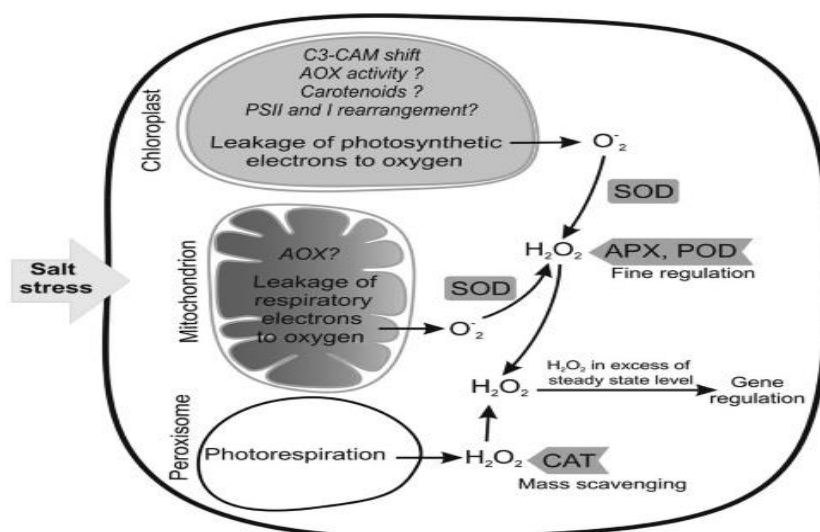 C3-CAM shift
AOX activity ?
Carotenoids ?
PSII and I rearrangement?
Leakage of photosynthetic
electrons to oxygen
O⁻₂
Chloroplast
SOD
H₂O₂
APX, POD
Fine regulation
Salt
stress
Mitochondrion
AOX?
Leakage of
respiratory
electrons
to oxygen
SOD
O⁻₂
H₂O₂
H₂O₂ in excess of
steady state level
Gene
regulation
Peroxisome
Photorespiration
H₂O₂
CAT
Mass scavenging